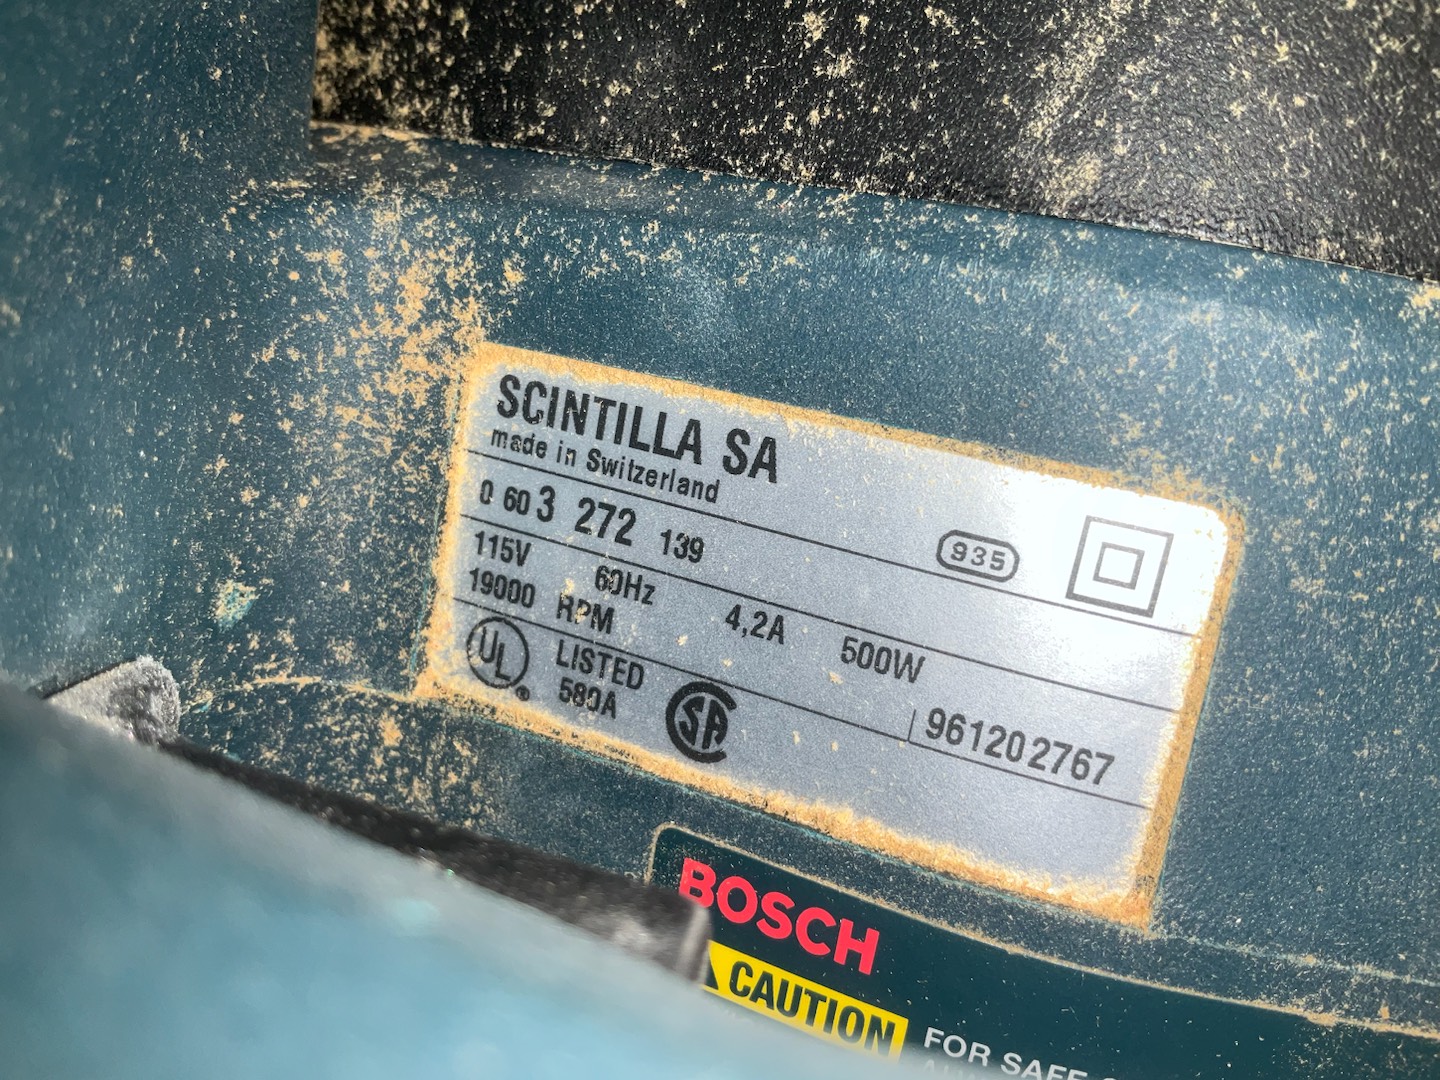 SCINTILLA SA
made in Switzerland
0 603 272 139
935
115V 60Hz 4,2A 500W
19000 RPM
961202767
UL® LISTED
580A
SA
BOSCH
CAUTION
FOR SAFE